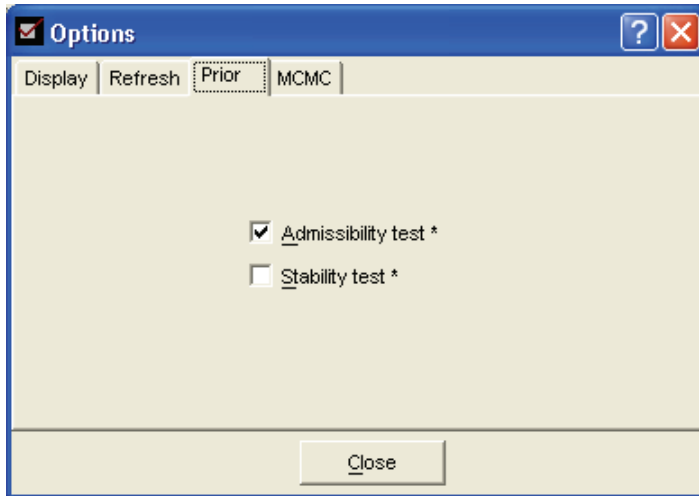 Options
Display Refresh Prior MCMC
Admissibility test *
Stability test *
Close